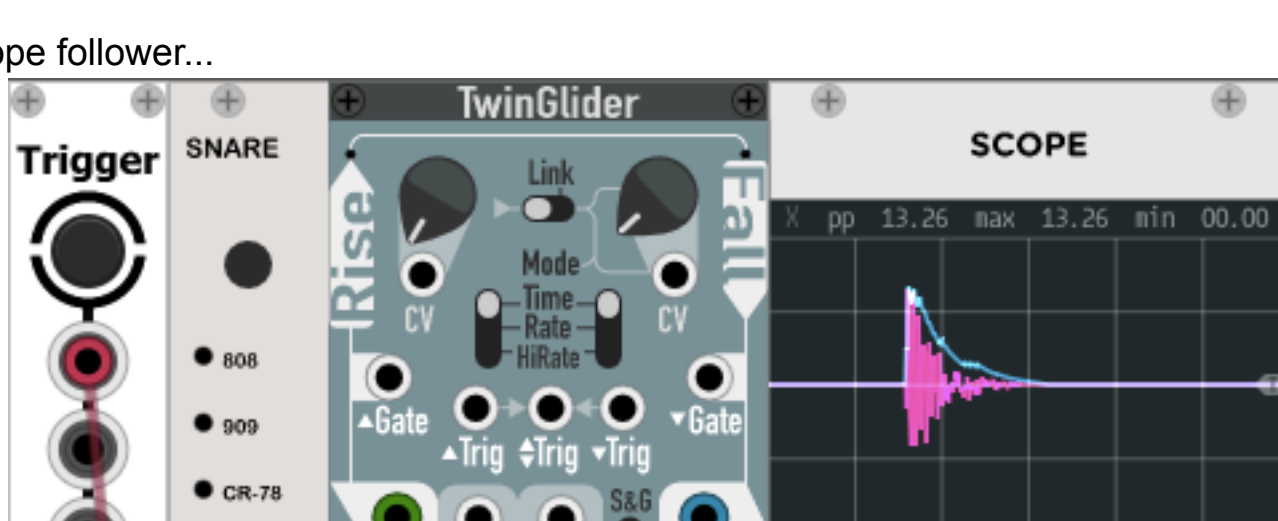 ope follower...
Trigger
SNARE
808
909
CR-78
TwinGlider
Rise
Link
Fall
Mode
CV
CV
Time
Rate
HiRate
▲Gate
▼Gate
▲Trig
Trig
▼Trig
S&G
SCOPE
X pp 13.26 max 13.26 min 00.00
T